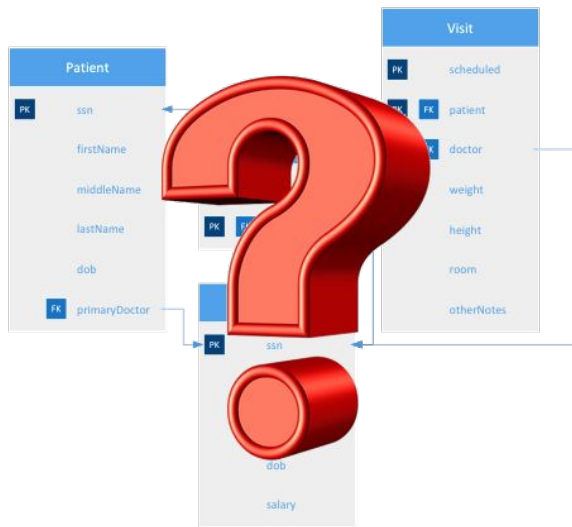 Patient
PK ssn
firstName
middleName
lastName
dob
FK primaryDoctor
Visit
PK scheduled
PK FK patient
doctor
weight
height
room
otherNotes
PK
PK ssn
dob
salary